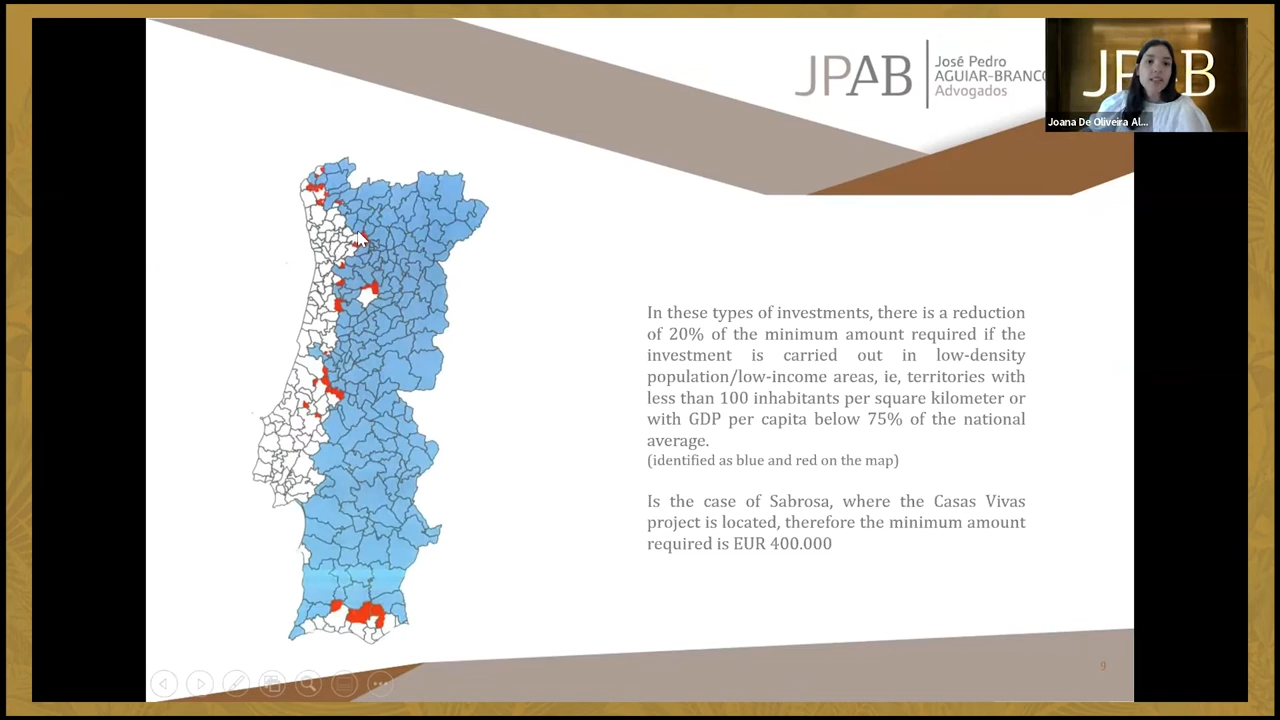 JPAB
José Pedro
AGUIAR-BRANCO
Advogados
JPAB
Joana De Oliveira Al...
In these types of investments, there is a reduction
of 20% of the minimum amount required if the
investment is carried out in low-density
population/low-income areas, ie, territories with
less than 100 inhabitants per square kilometer or
with GDP per capita below 75% of the national
average.
(identified as blue and red on the map)
Is the case of Sabrosa, where the Casas Vivas
project is located, therefore the minimum amount
required is EUR 400.000
9